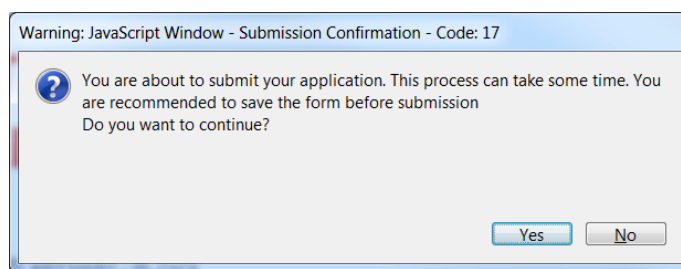 Warning: JavaScript Window - Submission Confirmation - Code: 17
You are about to submit your application. This process can take some time. You
are recommended to save the form before submission
Do you want to continue?
Yes
No